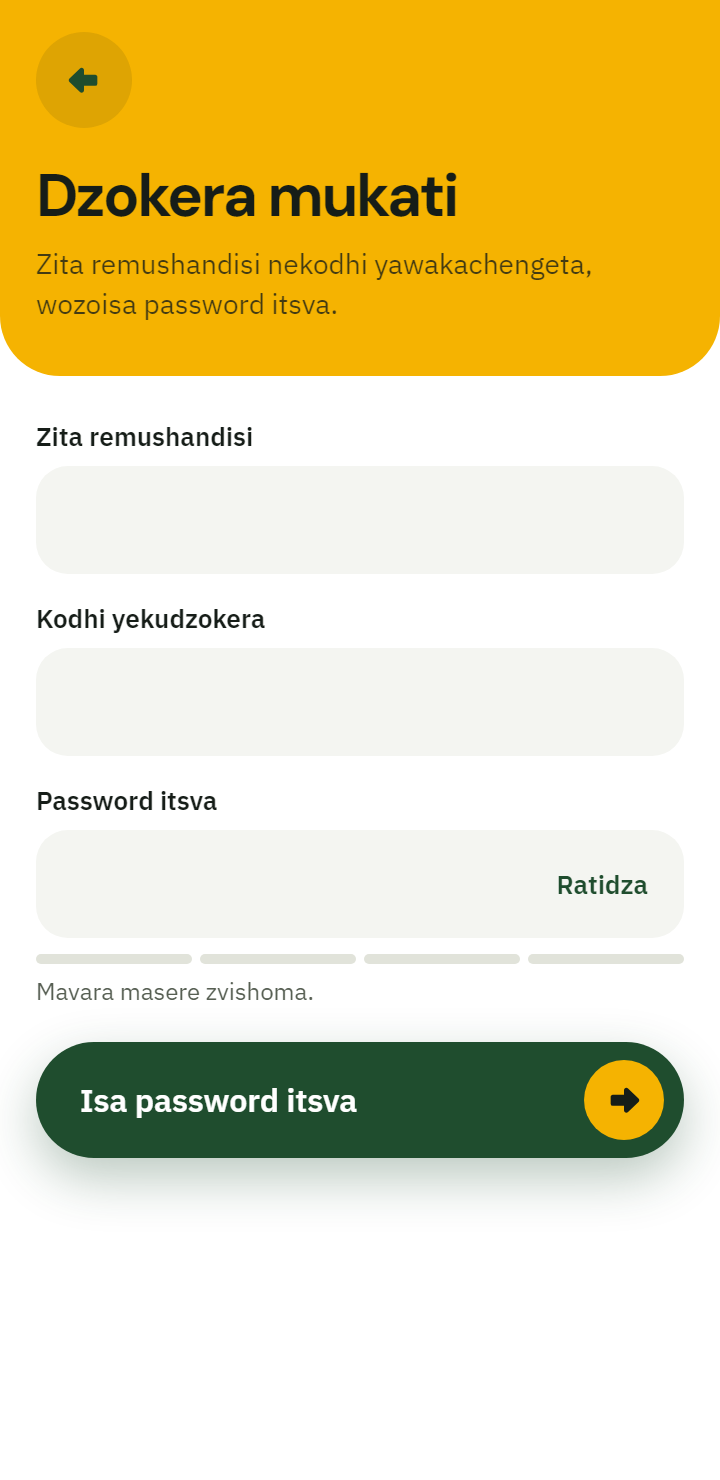 Dzokera mukati
Zita remushandisi nekodhi yawakachengeta,
wozoisa password itsva.
Zita remushandisi
Kodhi yekudzokera
Password itsva
Ratidza
Mavara masere zvishoma.
Isa password itsva